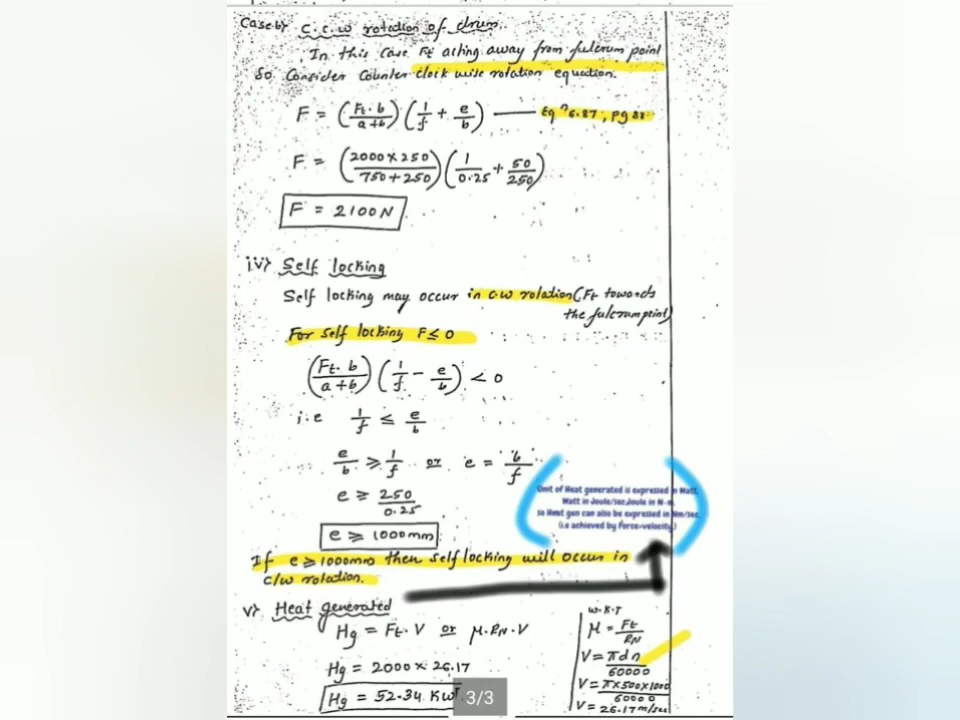 Case b) C.C.W rotation of drum.
In this case Ft acting away from fulcrum point
So Consider Counter clock wise rotation equation.
F = (Ft·b / a+b) (1/f + e/b) —— Eq 6.87, Pg 88
F = (2000 × 250 / 750 + 250) (1 / 0.25 + 50 / 250)
F = 2100 N
iv) Self locking
Self locking may occur in c.w rotation (Ft towards
the fulcrum point)
For Self locking F ≤ 0
(Ft. b / a+b) (1/f - e/b) < 0
i.e 1/f ≤ e/b
e/b ≥ 1/f or e = b/f
e ≥ 250 / 0.25
e ≥ 1000mm
Unit of Heat generated is expressed in Watt.
Watt in Joule/sec.Joule in N-m.
so Heat gen can also be expressed in Nm/sec.
(i.e achieved by force×velocity)
If e ≥ 1000mm then self locking will occur in
c/w rotation.
v) Heat generated
Hg = Ft. V or μ. RN. V
Hg = 2000 × 26.17
Hg = 52.34 KW
w.k.T
μ = Ft / RN
V = πdn / 60000
V = π×500×1000 / 60000
V = 26.17 m/sec
3/3